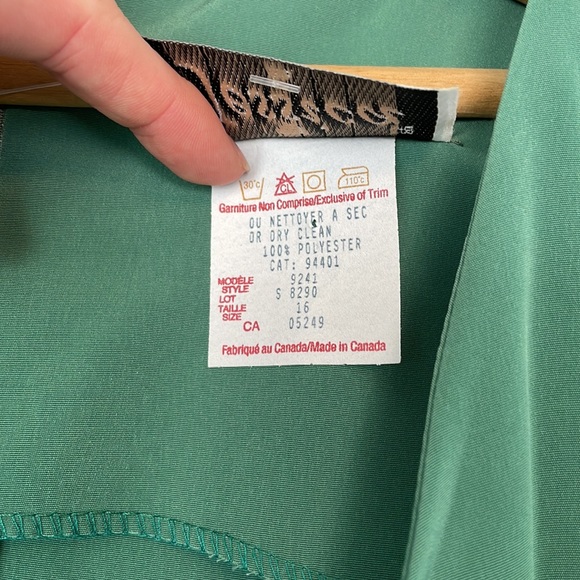 30°c CL 110°c
Garniture Non Comprise/Exclusive of Trim
OU NETTOYER A SEC
OR DRY CLEAN
100% POLYESTER
CAT: 94401
MODÈLE STYLE 9241
LOT S 8290
TAILLE SIZE 16
CA 05249
Fabriqué au Canada/Made in Canada